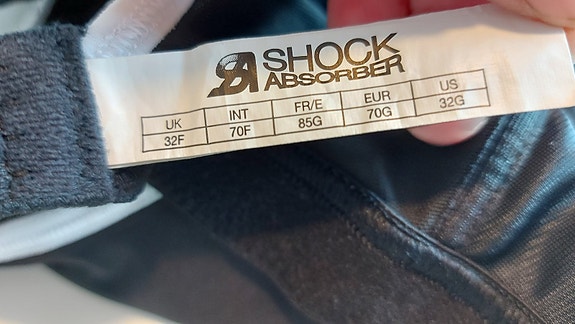 SA SHOCK
ABSORBER
UK INT FR/E EUR US
32F 70F 85G 70G 32G